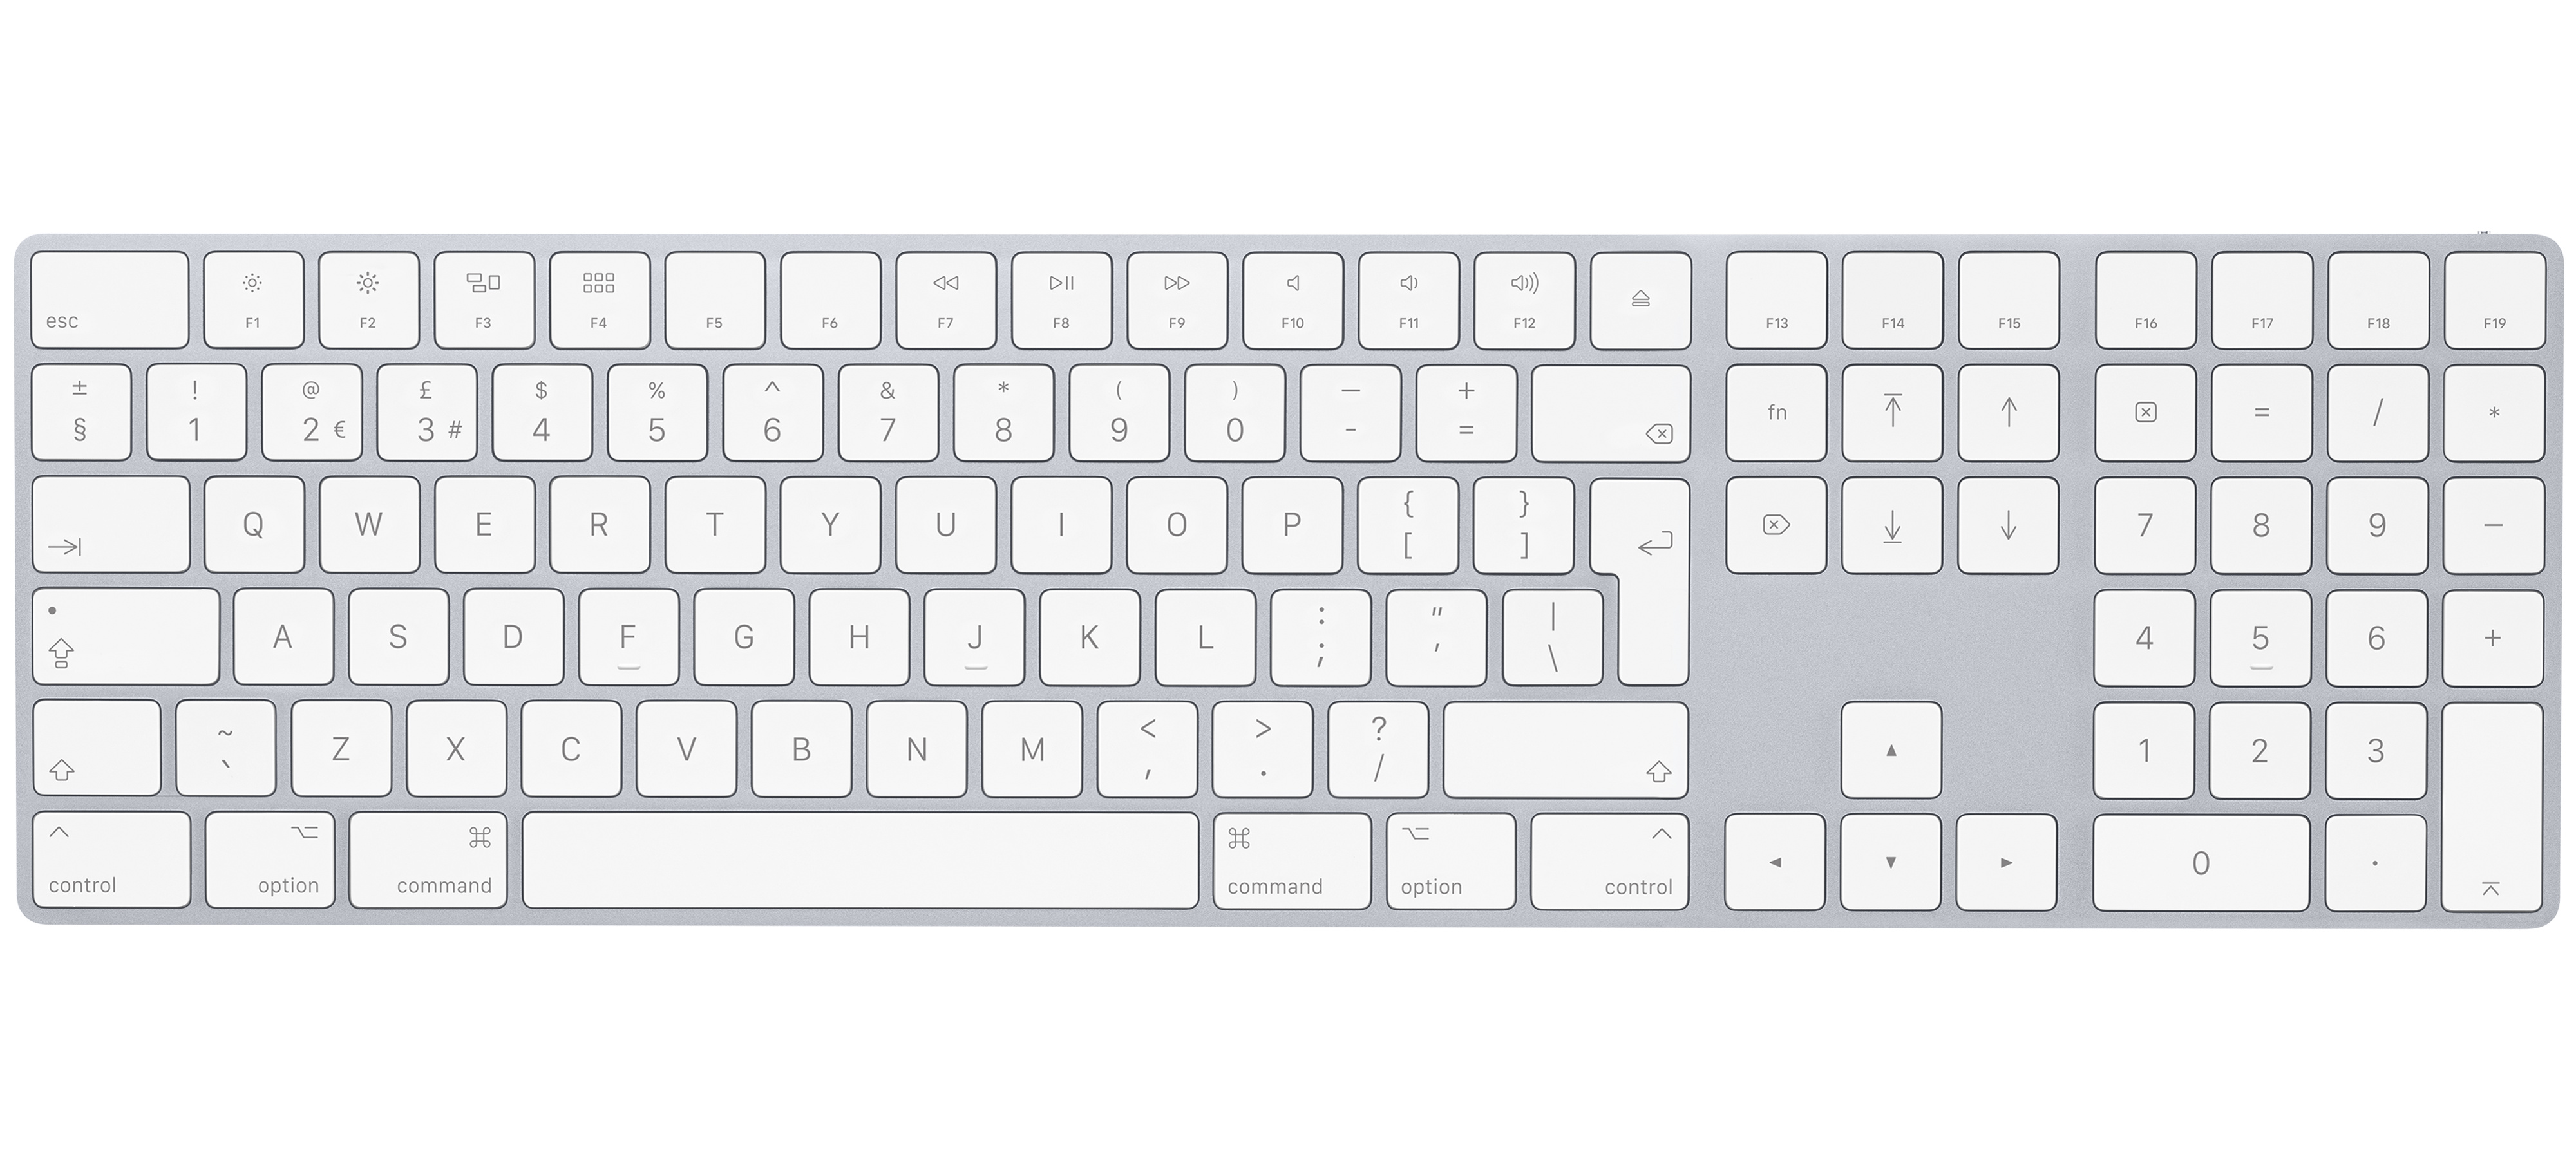 esc F1 F2 F3 F4 F5 F6 F7 F8 F9 F10 F11 F12 ⏏ F13 F14 F15 F16 F17 F18 F19
± ! @ £ $ % ^ & * ( ) — +
§ 1 2 € 3 # 4 5 6 7 8 9 0 - = ⌫ fn ↑ = / *
Q W E R T Y U I O P { [ } ] ⌦ ↓ 7 8 9 −
A S D F G H J K L : ; " ' | \ 4 5 6 +
~ ` Z X C V B N M < , > . ? / ▲ 1 2 3
^ ⌥ ⌘ ⌘ ⌥ ^
control option command command option control ◀ ▼ ▶ 0 .